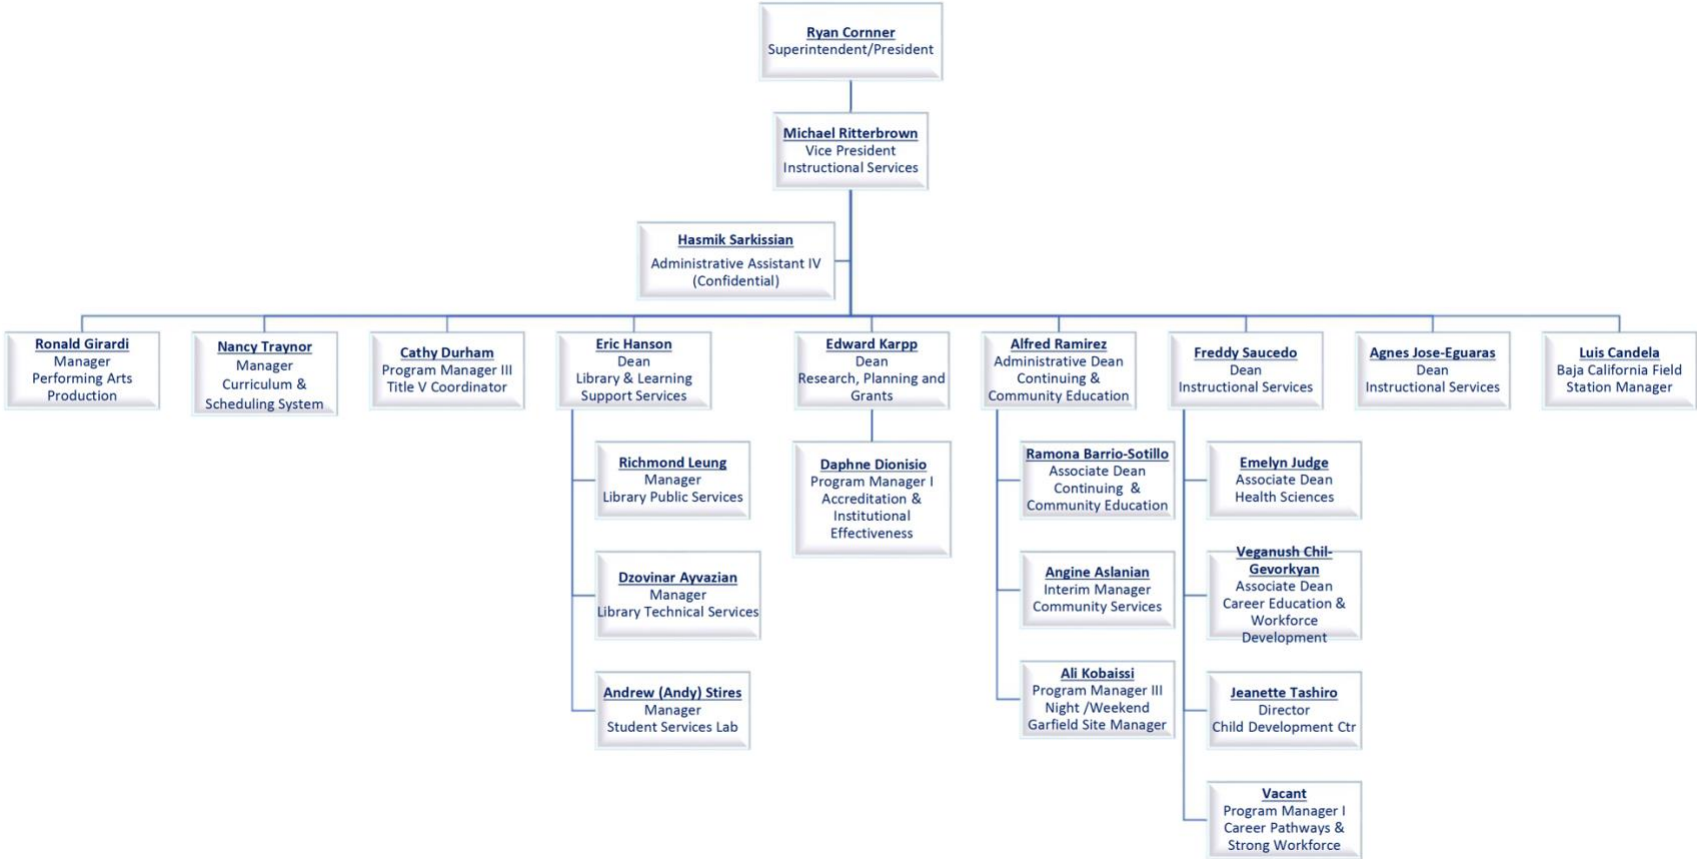 Ryan Cornner
Superintendent/President
Michael Ritterbrown
Vice President
Instructional Services
Hasmik Sarkissian
Administrative Assistant IV
(Confidential)
Ronald Girardi
Manager
Performing Arts
Production
Nancy Traynor
Manager
Curriculum &
Scheduling System
Cathy Durham
Program Manager III
Title V Coordinator
Eric Hanson
Dean
Library & Learning
Support Services
Edward Karpp
Dean
Research, Planning and
Grants
Alfred Ramirez
Administrative Dean
Continuing &
Community Education
Freddy Saucedo
Dean
Instructional Services
Agnes Jose-Eguaras
Dean
Instructional Services
Luis Candela
Baja California Field
Station Manager
Richmond Leung
Manager
Library Public Services
Dzovinar Ayvazian
Manager
Library Technical Services
Andrew (Andy) Stires
Manager
Student Services Lab
Daphne Dionisio
Program Manager I
Accreditation &
Institutional
Effectiveness
Ramona Barrio-Sotillo
Associate Dean
Continuing &
Community Education
Angine Aslanian
Interim Manager
Community Services
Ali Kobaissi
Program Manager III
Night /Weekend
Garfield Site Manager
Emelyn Judge
Associate Dean
Health Sciences
Veganush Chil-
Gevorkyan
Associate Dean
Career Education &
Workforce
Development
Jeanette Tashiro
Director
Child Development Ctr
Vacant
Program Manager I
Career Pathways &
Strong Workforce